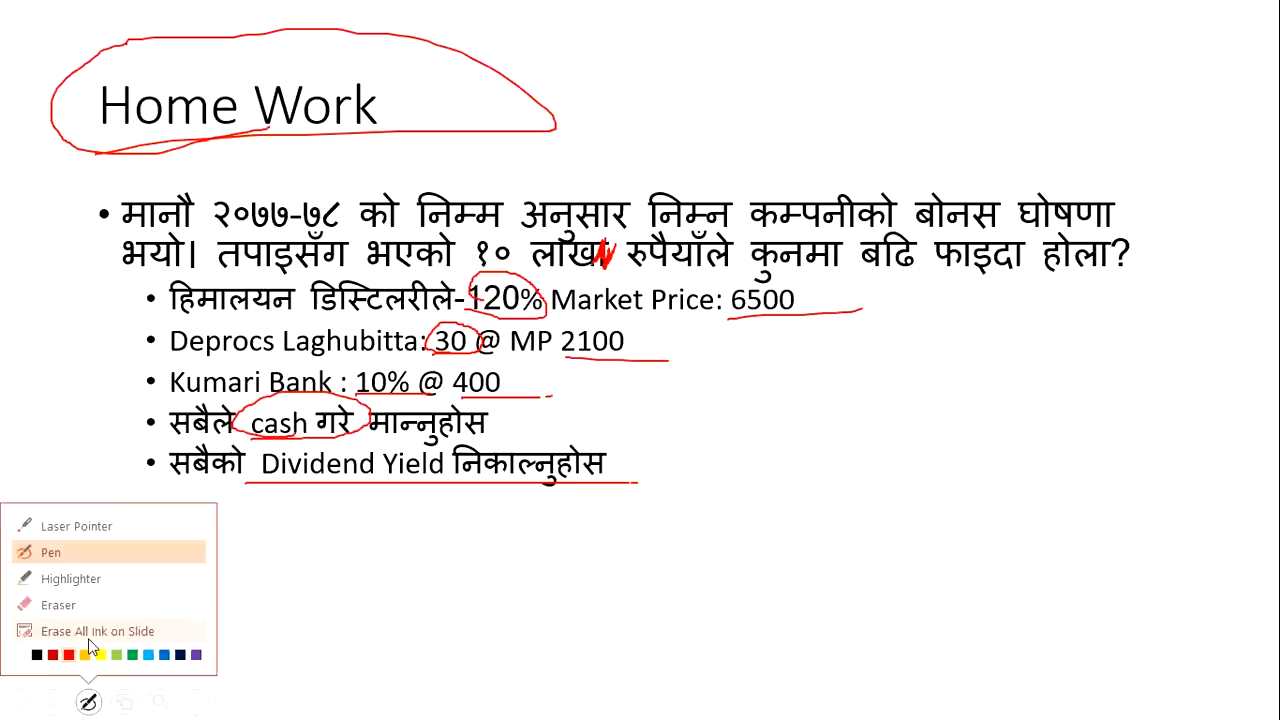 Home Work
• मानौ २०७७-७८ को निम्म अनुसार निम्न कम्पनीको बोनस घोषणा
भयो। तपाइसँग भएको १० लाख रुपैयाँले कुनमा बढि फाइदा होला?
• हिमालयन डिस्टिलरीले-120% Market Price: 6500
• Deprocs Laghubitta: 30 @ MP 2100
• Kumari Bank : 10% @ 400
• सबैले cash गरे मान्नुहोस
• सबैको Dividend Yield निकाल्नुहोस
Laser Pointer
Pen
Highlighter
Eraser
Erase All Ink on Slide